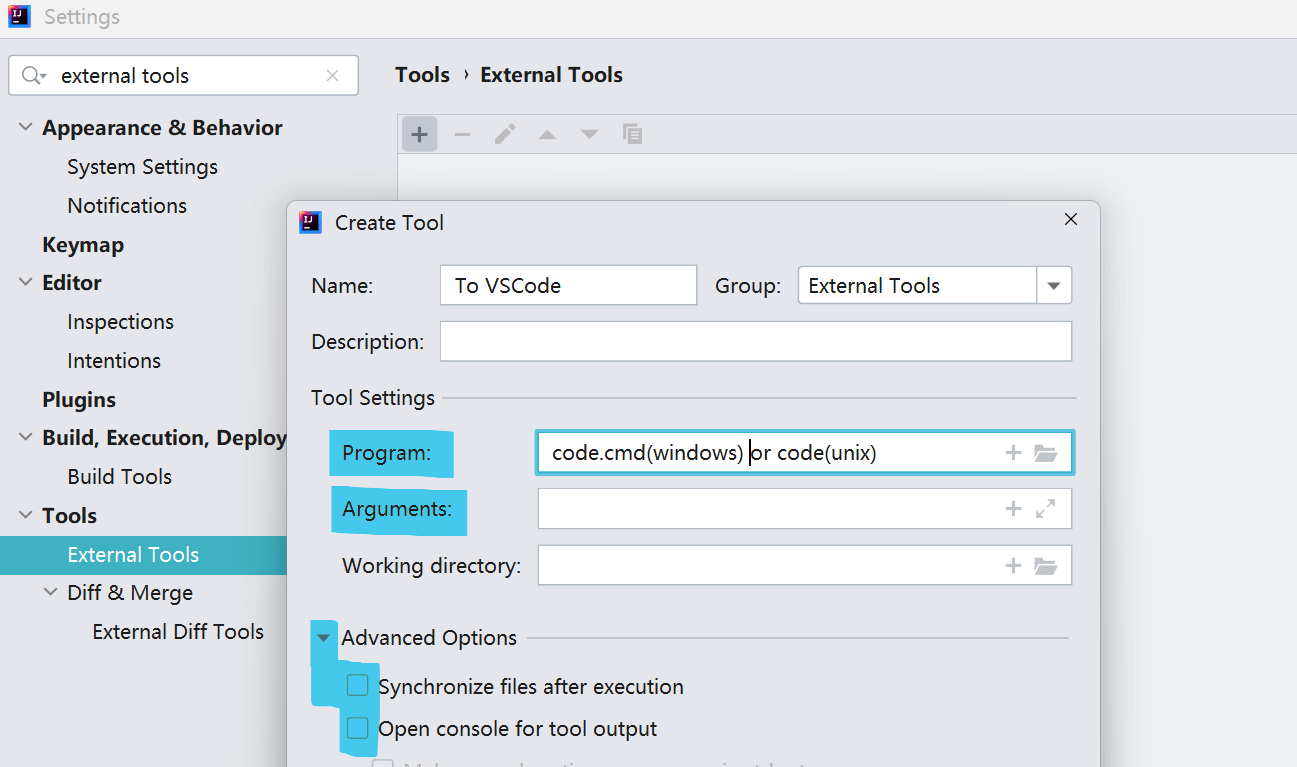 Settings
external tools
Tools › External Tools
Appearance & Behavior
System Settings
Notifications
Keymap
Editor
Inspections
Intentions
Plugins
Build, Execution, Deploy
Build Tools
Tools
External Tools
Diff & Merge
External Diff Tools
Create Tool
Name: To VSCode Group: External Tools
Description:
Tool Settings
Program: code.cmd(windows) or code(unix)
Arguments:
Working directory:
Advanced Options
Synchronize files after execution
Open console for tool output